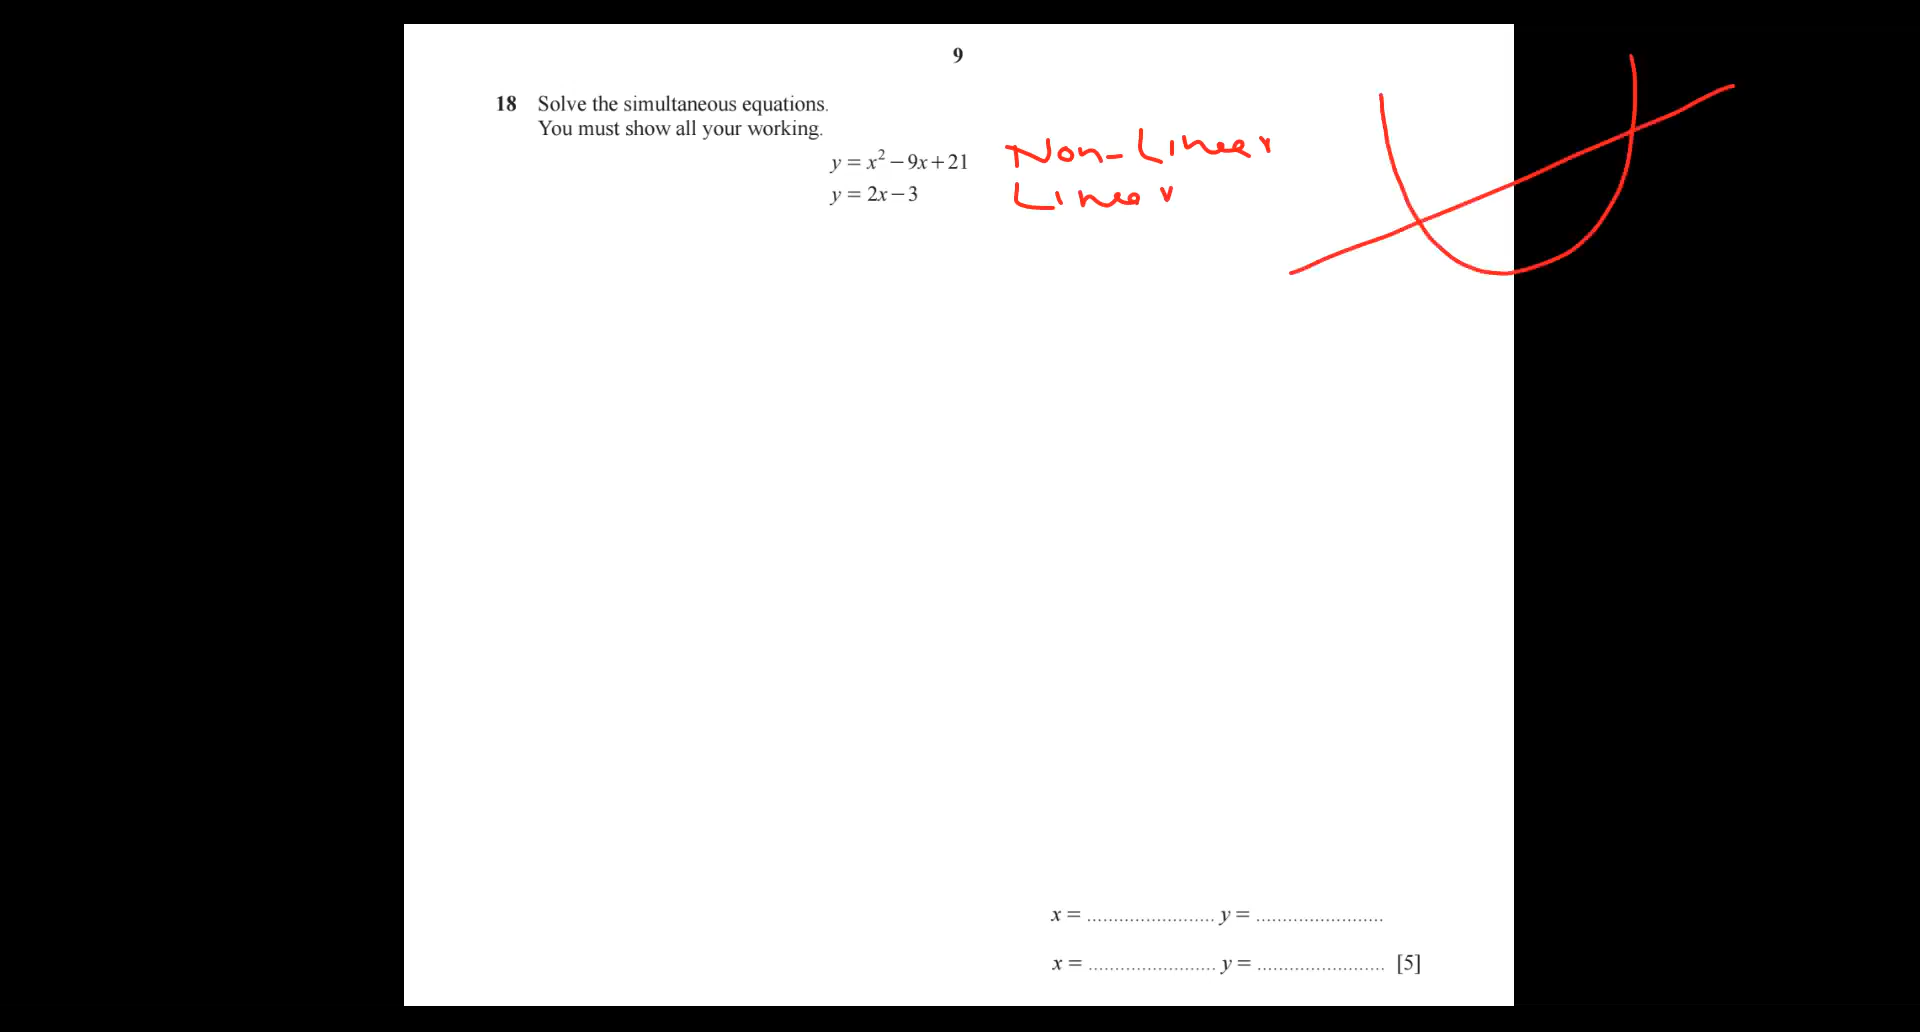 9
18 Solve the simultaneous equations.
You must show all your working.
y = x² − 9x + 21 Non-Linear
y = 2x − 3 Linear
x = ........................ y = ........................
x = ........................ y = ........................ [5]